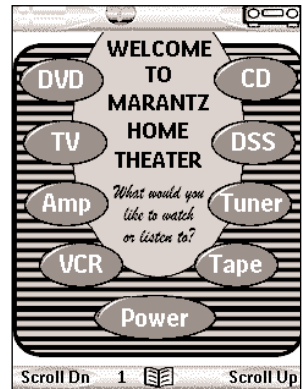 WELCOME
TO
MARANTZ
HOME
THEATER
What would you
like to watch
or listen to?
DVD
CD
TV
DSS
Amp
Tuner
VCR
Tape
Power
Scroll Dn 1 Scroll Up